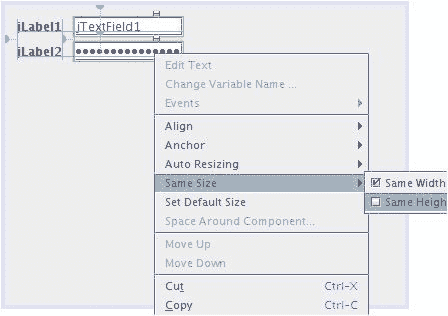 jLabel1 jTextField1
jLabel2
Edit Text
Change Variable Name ...
Events
Align
Anchor
Auto Resizing
Same Size
Same Width
Set Default Size
Same Heigh
Space Around Component...
Move Up
Move Down
Cut Ctrl-X
Copy Ctrl-C